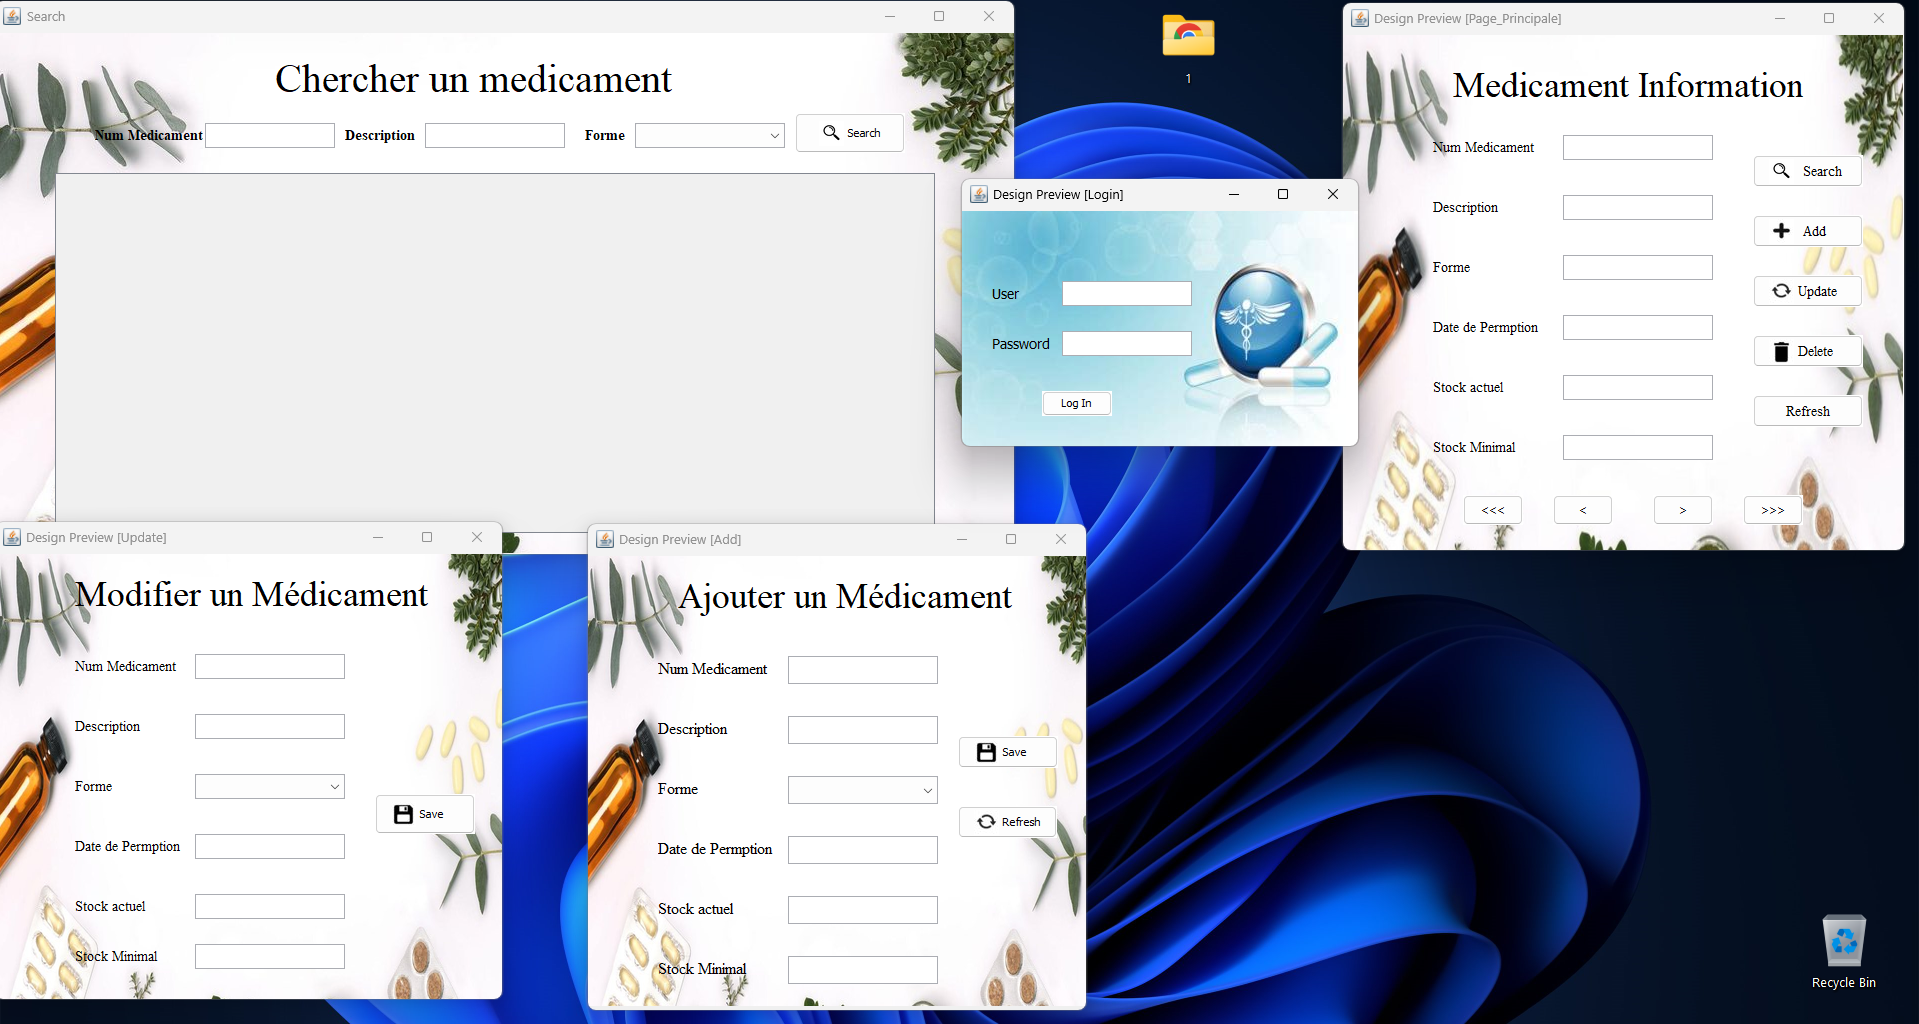 Search
Chercher un medicament
Num Medicament
Description
Forme
Search
1
Design Preview [Page_Principale]
Medicament Information
Num Medicament
Description
Forme
Date de Permption
Stock actuel
Stock Minimal
Search
Add
Update
Delete
Refresh
<<<
<
>
>>>
Design Preview [Login]
User
Password
Log In
Design Preview [Update]
Modifier un Médicament
Num Medicament
Description
Forme
Date de Permption
Stock actuel
Stock Minimal
Save
Design Preview [Add]
Ajouter un Médicament
Num Medicament
Description
Forme
Date de Permption
Stock actuel
Stock Minimal
Save
Refresh
Recycle Bin